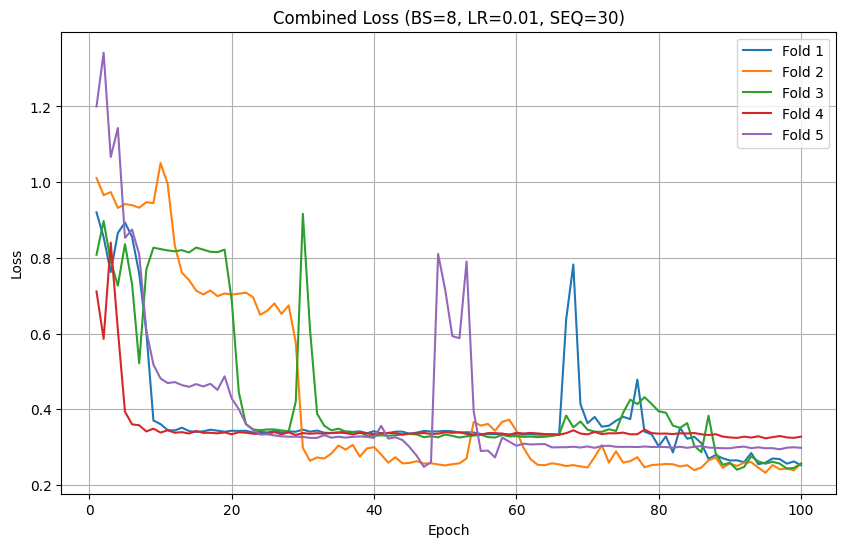 Combined Loss (BS=8, LR=0.01, SEQ=30)
Fold 1
Fold 2
Fold 3
Fold 4
Fold 5
Loss
1.2
1.0
0.8
0.6
0.4
0.2
0
20
40
60
80
100
Epoch